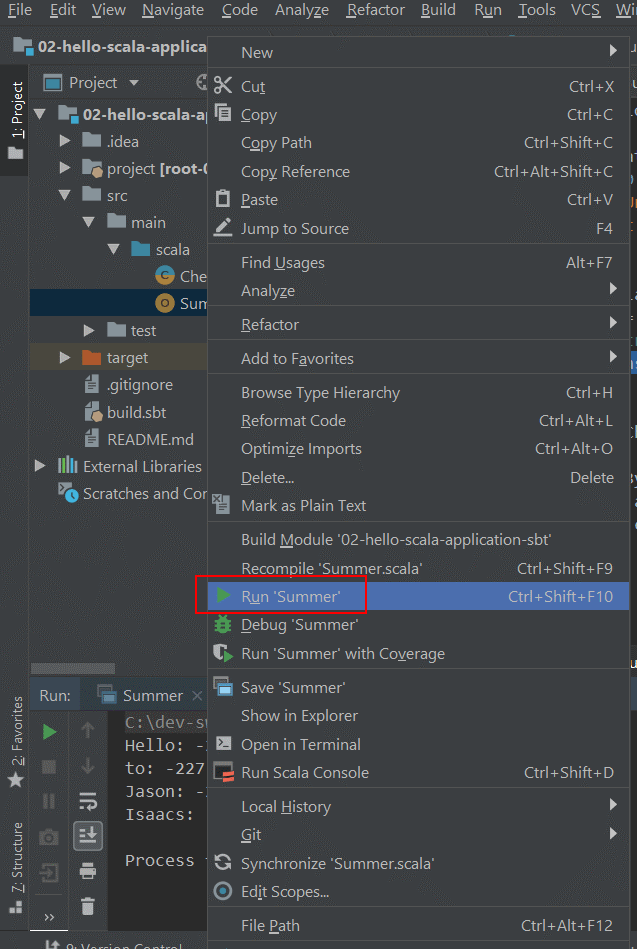 File Edit View Navigate Code Analyze Refactor Build Run Tools VCS
02-hello-scala-applica
1: Project
Project
02-hello-scala-a
.idea
project [root-
src
main
scala
Che
Sum
test
target
.gitignore
build.sbt
README.md
External Libraries
Scratches and Con
New
Cut Ctrl+X
Copy Ctrl+C
Copy Path Ctrl+Shift+C
Copy Reference Ctrl+Alt+Shift+C
Paste Ctrl+V
Jump to Source F4
Find Usages Alt+F7
Analyze
Refactor
Add to Favorites
Browse Type Hierarchy Ctrl+H
Reformat Code Ctrl+Alt+L
Optimize Imports Ctrl+Alt+O
Delete... Delete
Mark as Plain Text
Build Module '02-hello-scala-application-sbt'
Recompile 'Summer.scala' Ctrl+Shift+F9
Run 'Summer' Ctrl+Shift+F10
Debug 'Summer'
Run 'Summer' with Coverage
Save 'Summer'
Show in Explorer
Open in Terminal
Run Scala Console Ctrl+Shift+D
Local History
Git
Synchronize 'Summer.scala'
Edit Scopes...
File Path Ctrl+Alt+F12
Run: Summer
C:\dev-s
Hello: -
to: -227
Jason: -
Isaacs:
Process
2: Favorites
7: Structure
9: Version Control